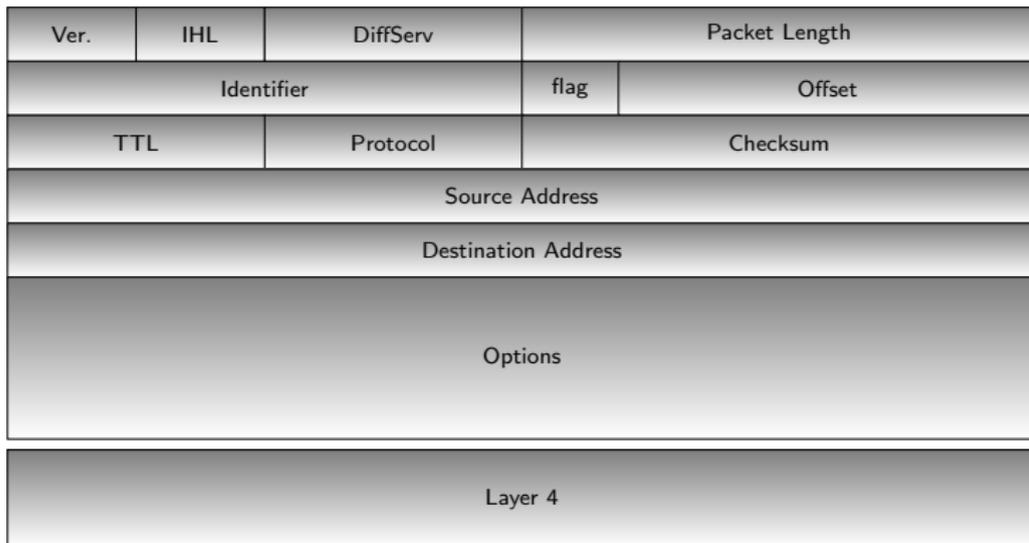 Ver. IHL DiffServ Packet Length
Identifier flag Offset
TTL Protocol Checksum
Source Address
Destination Address
Options
Layer 4